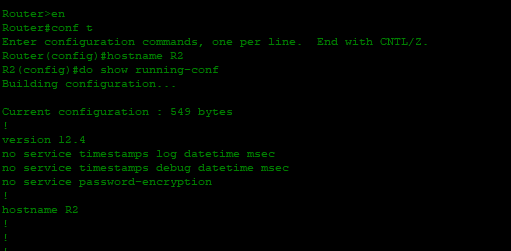 Router>en
Router#conf t
Enter configuration commands, one per line.  End with CNTL/Z.
Router(config)#hostname R2
R2(config)#do show running-conf
Building configuration...

Current configuration : 549 bytes
!
version 12.4
no service timestamps log datetime msec
no service timestamps debug datetime msec
no service password-encryption
!
hostname R2
!
!
!